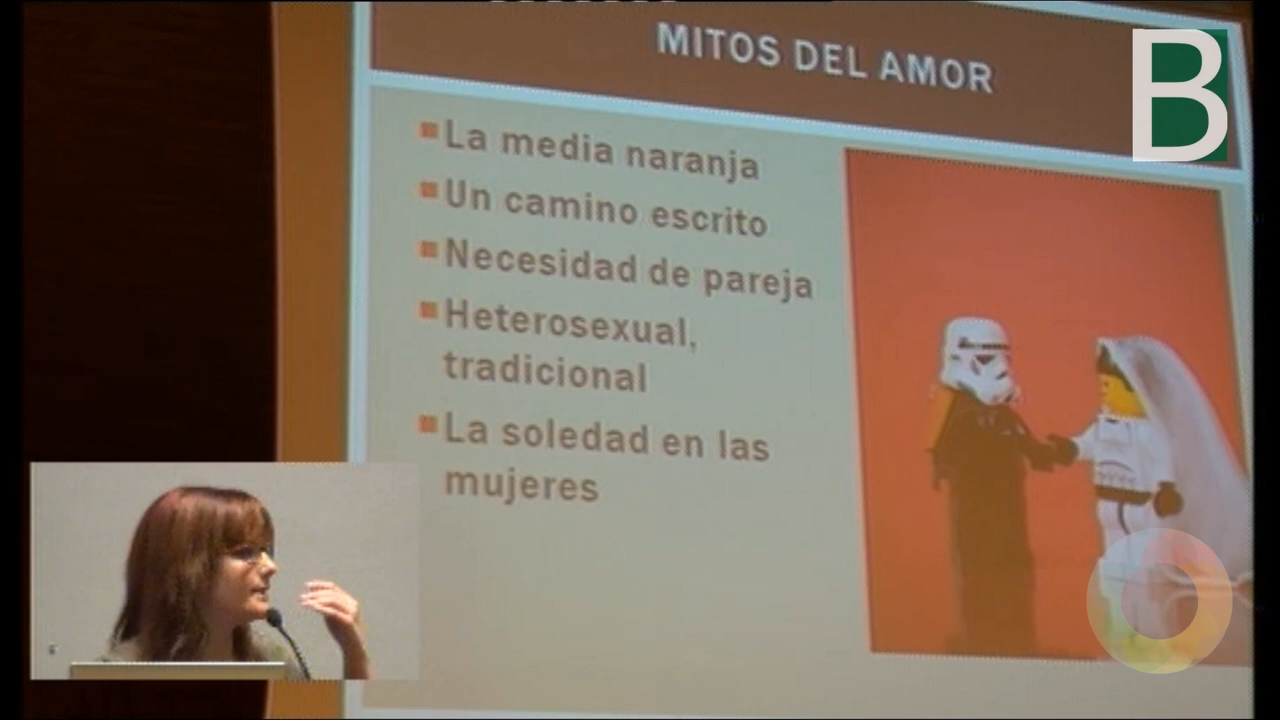 MITOS DEL AMOR
B
La media naranja
Un camino escrito
Necesidad de pareja
Heterosexual,
tradicional
La soledad en las
mujeres